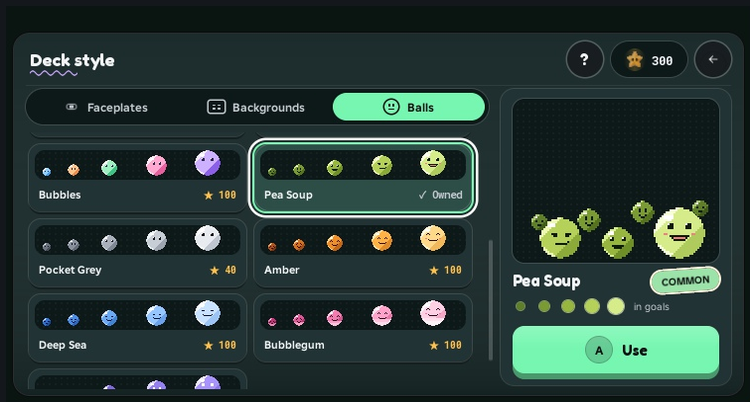 Deck style
?
300
Faceplates
Backgrounds
Balls
Bubbles ★ 100
Pea Soup ✓ Owned
Pocket Grey ★ 40
Amber ★ 100
Deep Sea ★ 100
Bubblegum ★ 100
Pea Soup
COMMON
in goals
A Use